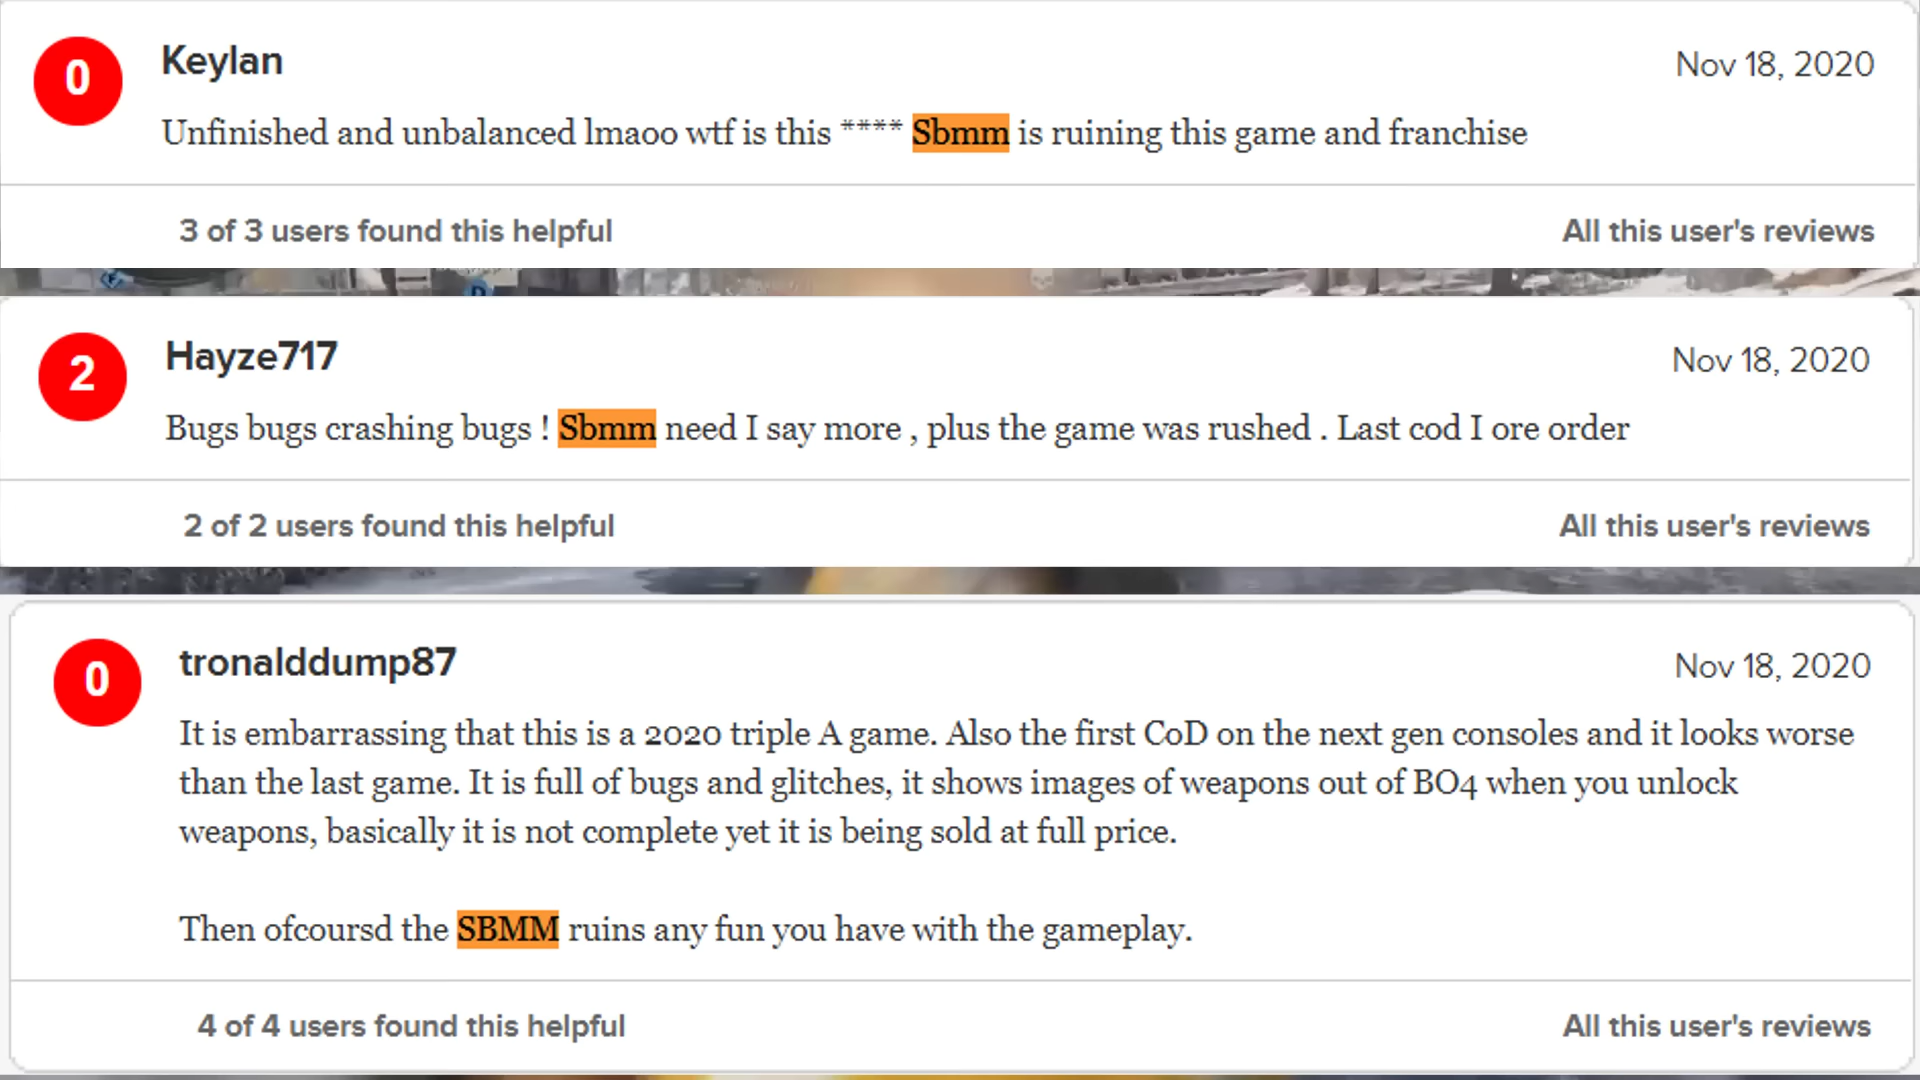 0
Keylan
Nov 18, 2020
Unfinished and unbalanced lmaoo wtf is this **** Sbmm is ruining this game and franchise
3 of 3 users found this helpful
All this user's reviews
F
D
2
Hayze717
Nov 18, 2020
Bugs bugs crashing bugs ! Sbmm need I say more , plus the game was rushed . Last cod I ore order
2 of 2 users found this helpful
All this user's reviews
0
tronalddump87
Nov 18, 2020
It is embarrassing that this is a 2020 triple A game. Also the first CoD on the next gen consoles and it looks worse
than the last game. It is full of bugs and glitches, it shows images of weapons out of BO4 when you unlock
weapons, basically it is not complete yet it is being sold at full price.
Then ofcoursd the SBMM ruins any fun you have with the gameplay.
4 of 4 users found this helpful
All this user's reviews